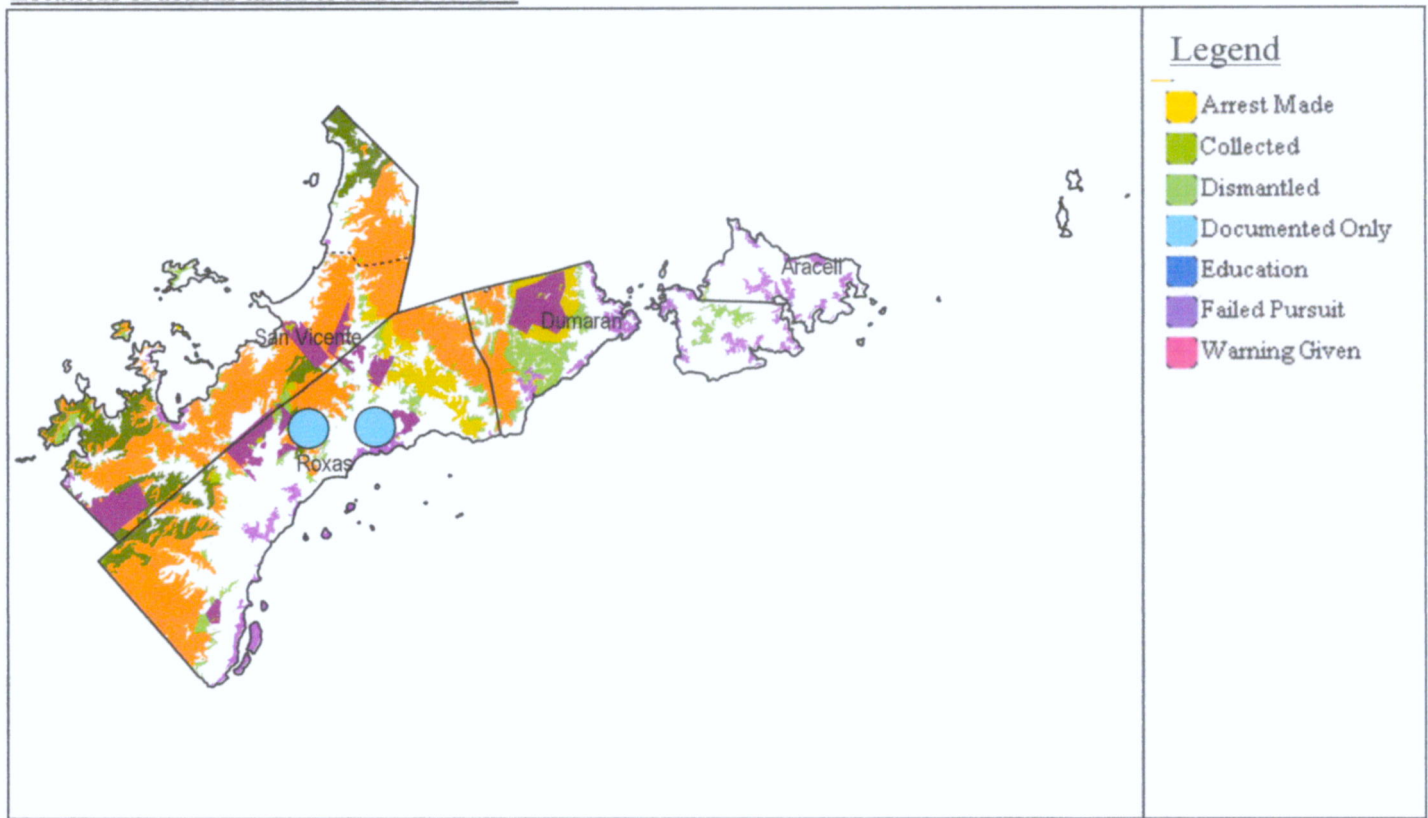 Legend
Arrest Made
Collected
Dismantled
Documented Only
Education
Failed Pursuit
Warning Given
Araceli
Dumaran
San Vicente
Roxas